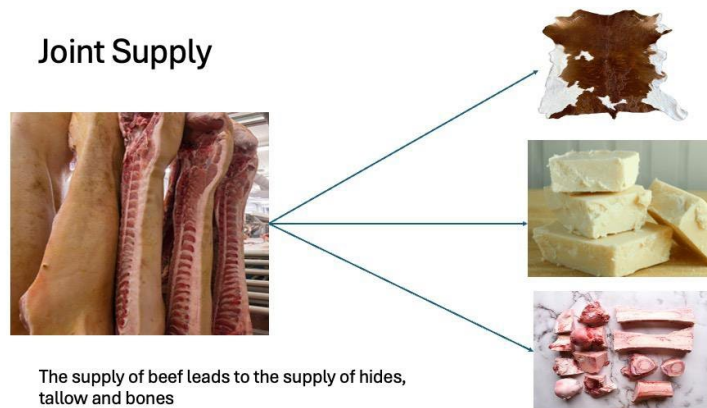 Joint Supply
The supply of beef leads to the supply of hides,
tallow and bones